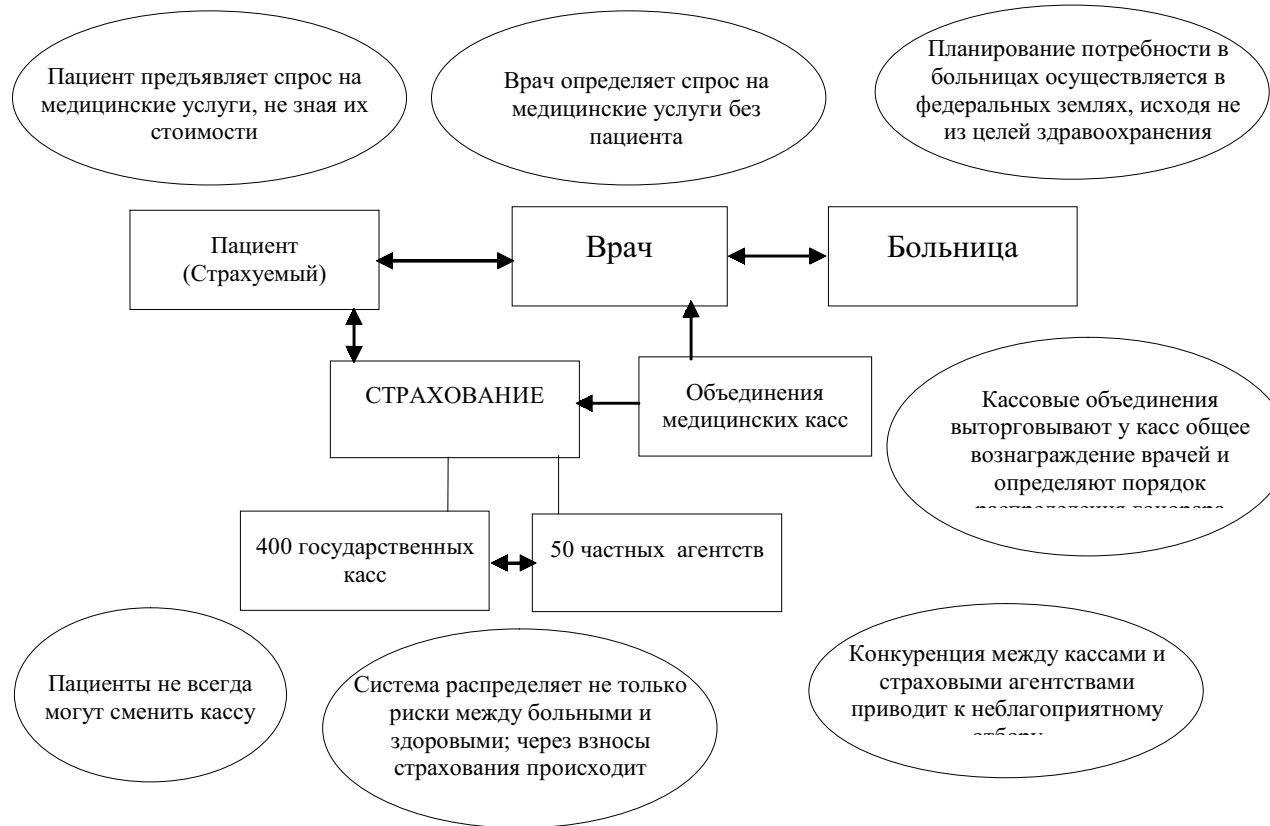 Пациент предъявляет спрос на
медицинские услуги, не зная их
стоимости
Врач определяет спрос на
медицинские услуги без
пациента
Планирование потребности в
больницах осуществляется в
федеральных землях, исходя не
из целей здравоохранения
Пациент
(Страхуемый)
Врач
Больница
СТРАХОВАНИЕ
Объединения
медицинских касс
Кассовые объединения
выторговывают у касс общее
вознаграждение врачей и
определяют порядок
распределения гонорара
400 государственных
касс
50 частных агентств
Пациенты не всегда
могут сменить кассу
Система распределяет не только
риски между больными и
здоровыми; через взносы
страхования происходит
Конкуренция между кассами и
страховыми агентствами
приводит к неблагоприятному
отбору